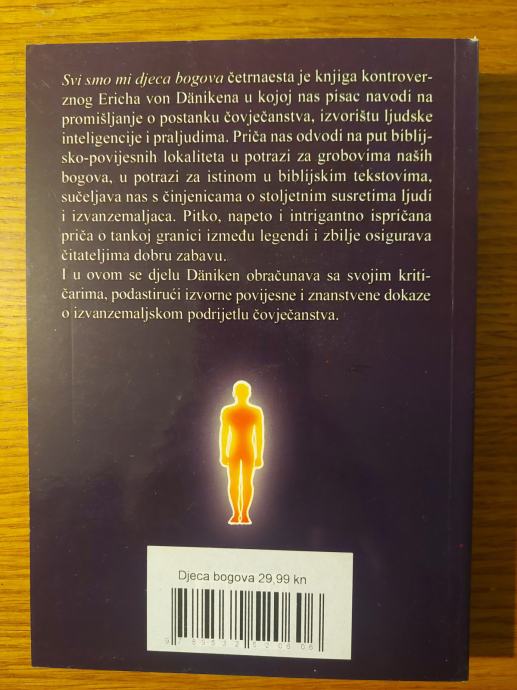 Svi smo mi djeca bogova četrnaesta je knjiga kontrover-
znog Ericha von Dänikena u kojoj nas pisac navodi na
promišljanje o postanku čovječanstva, izvorištu ljudske
inteligencije i praljudima. Priča nas odvodi na put biblij-
sko-povijesnih lokaliteta u potrazi za grobovima naših
bogova, u potrazi za istinom u biblijskim tekstovima,
sučeljava nas s činjenicama o stoljetnim susretima ljudi
i izvanzemaljaca. Pitko, napeto i intrigantno ispričana
priča o tankoj granici između legendi i zbilje osigurava
čitateljima dobru zabavu.
I u ovom se djelu Däniken obračunava sa svojim kriti-
čarima, podastirući izvorne povijesne i znanstvene dokaze
o izvanzemaljskom podrijetlu čovječanstva.
Djeca bogova 29,99 kn